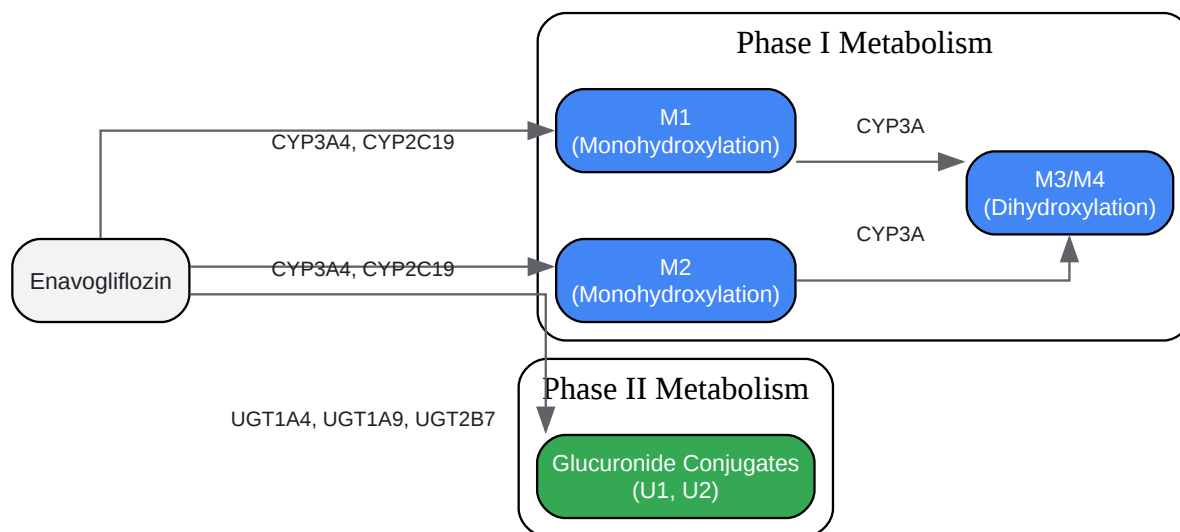 Phase I Metabolism
M1
(Monohydroxylation)
CYP3A
CYP3A4, CYP2C19
M3/M4
(Dihydroxylation)
CYP3A
Enavogliflozin
CYP3A4, CYP2C19
M2
(Monohydroxylation)
Phase II Metabolism
UGT1A4, UGT1A9, UGT2B7
Glucuronide Conjugates
(U1, U2)